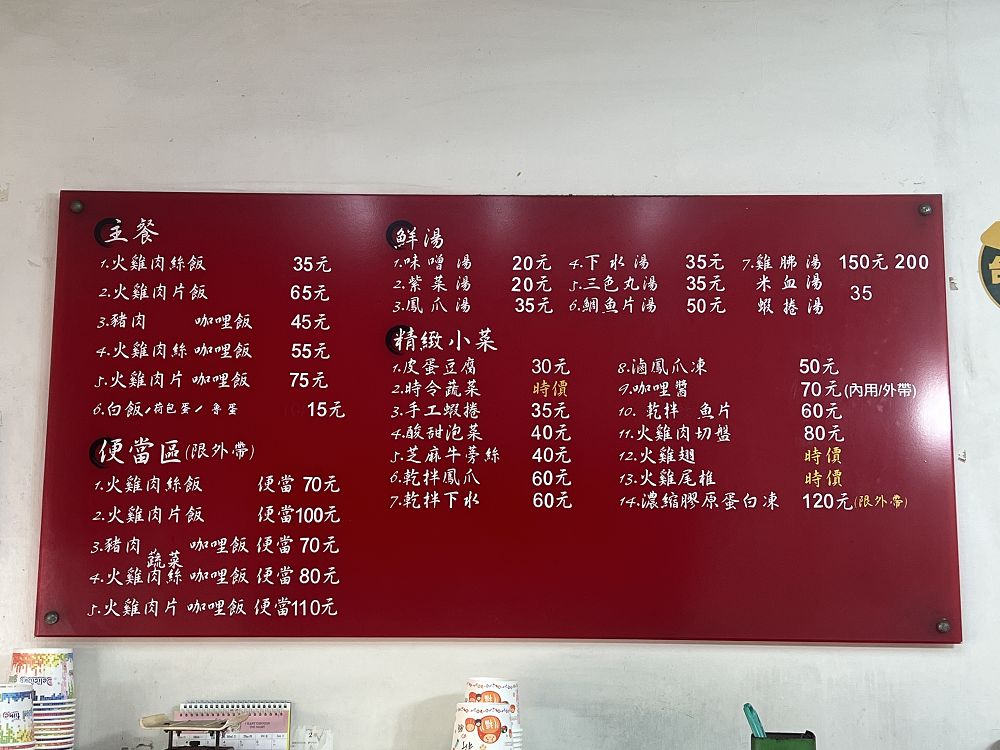 主餐
1.火雞肉絲飯 35元
2.火雞肉片飯 65元
3.豬肉 咖哩飯 45元
4.火雞肉絲 咖哩飯 55元
5.火雞肉片 咖哩飯 75元
6.白飯/荷包蛋/ 魯蛋 15元
便當區(限外帶)
1.火雞肉絲飯 便當 70元
2.火雞肉片飯 便當100元
3.豬肉 咖哩飯 便當 70元
蔬菜
4.火雞肉絲 咖哩飯 便當 80元
5.火雞肉片 咖哩飯 便當110元
鮮湯
1.味噌湯 20元 4.下水湯 35元 7.雞腳湯 150元 200
2.紫菜湯 20元 5.三色丸湯 35元 米血湯 35
3.鳳爪湯 35元 6.鯛魚片湯 50元 蝦捲湯
精緻小菜
1.皮蛋豆腐 30元
2.時令蔬菜 時價
3.手工蝦捲 35元
4.酸甜泡菜 40元
5.芝麻牛蒡絲 40元
6.乾拌鳳爪 60元
7.乾拌下水 60元
8.滷鳳爪凍 50元
9.咖哩醬 70元(內用/外帶)
10. 乾拌 魚片 60元
11.火雞肉切盤 80元
12.火雞翅 時價
13.火雞尾椎 時價
14.濃縮膠原蛋白凍 120元(限外帶)